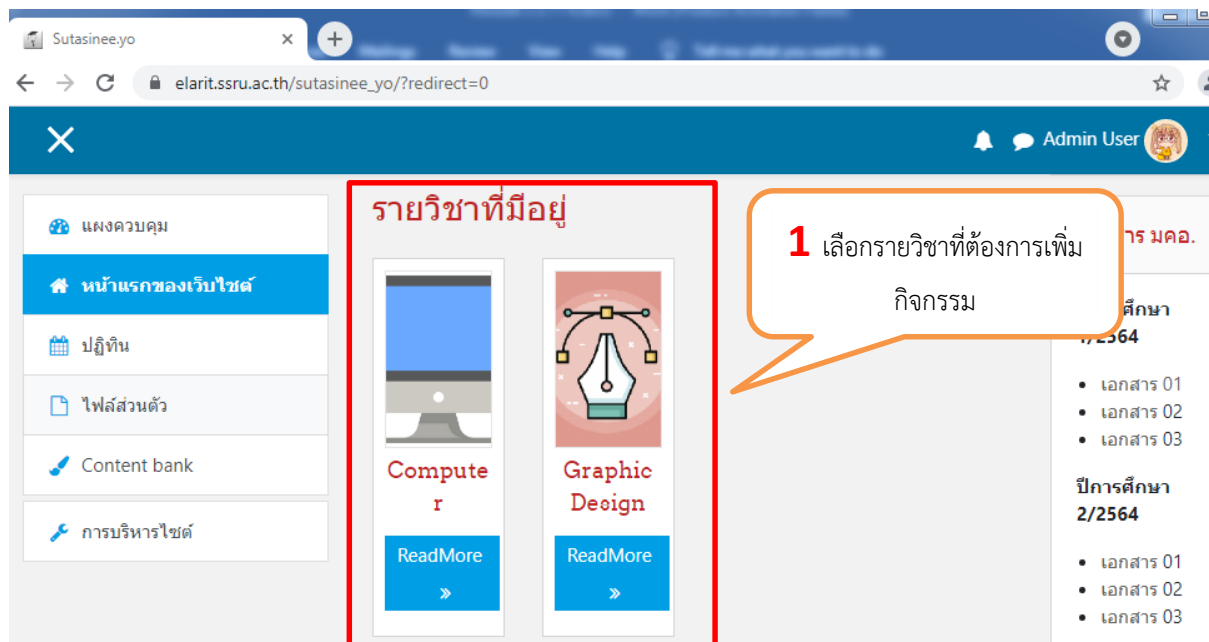 Sutasinee.yo
elarit.ssru.ac.th/sutasinee_yo/?redirect=0
Admin User
แผงควบคุม
หน้าแรกของเว็บไซต์
ปฏิทิน
ไฟล์ส่วนตัว
Content bank
การบริหารไซต์
รายวิชาที่มีอยู่
Compute
r
ReadMore
»
Graphic
Design
ReadMore
»
1 เลือกรายวิชาที่ต้องการเพิ่ม
กิจกรรม
มคอ.
/2564
เอกสาร 01
เอกสาร 02
เอกสาร 03
ปีการศึกษา
2/2564
เอกสาร 01
เอกสาร 02
เอกสาร 03